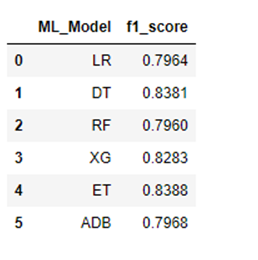 ML_Model f1_score
0 LR 0.7964
1 DT 0.8381
2 RF 0.7960
3 XG 0.8283
4 ET 0.8388
5 ADB 0.7968